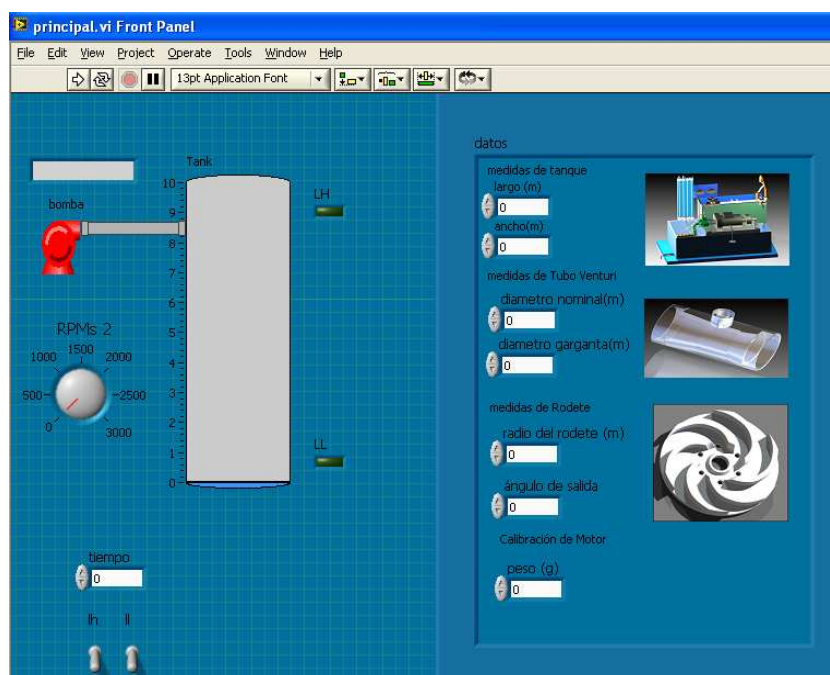 principal.vi Front Panel
File Edit View Project Operate Tools Window Help
13pt Application Font
Tank
bomba
10
9
8
7
6
5
4
3
2
1
0
LH
LL
RPMs 2
0
500
1000
1500
2000
2500
3000
tiempo
0
lh ll
datos
medidas de tanque
largo (m)
0
ancho(m)
0
medidas de Tubo Venturi
diametro nominal(m)
0
diametro garganta(m)
0
medidas de Rodete
radio del rodete (m)
0
ángulo de salida
0
Calibración de Motor
peso (g)
0